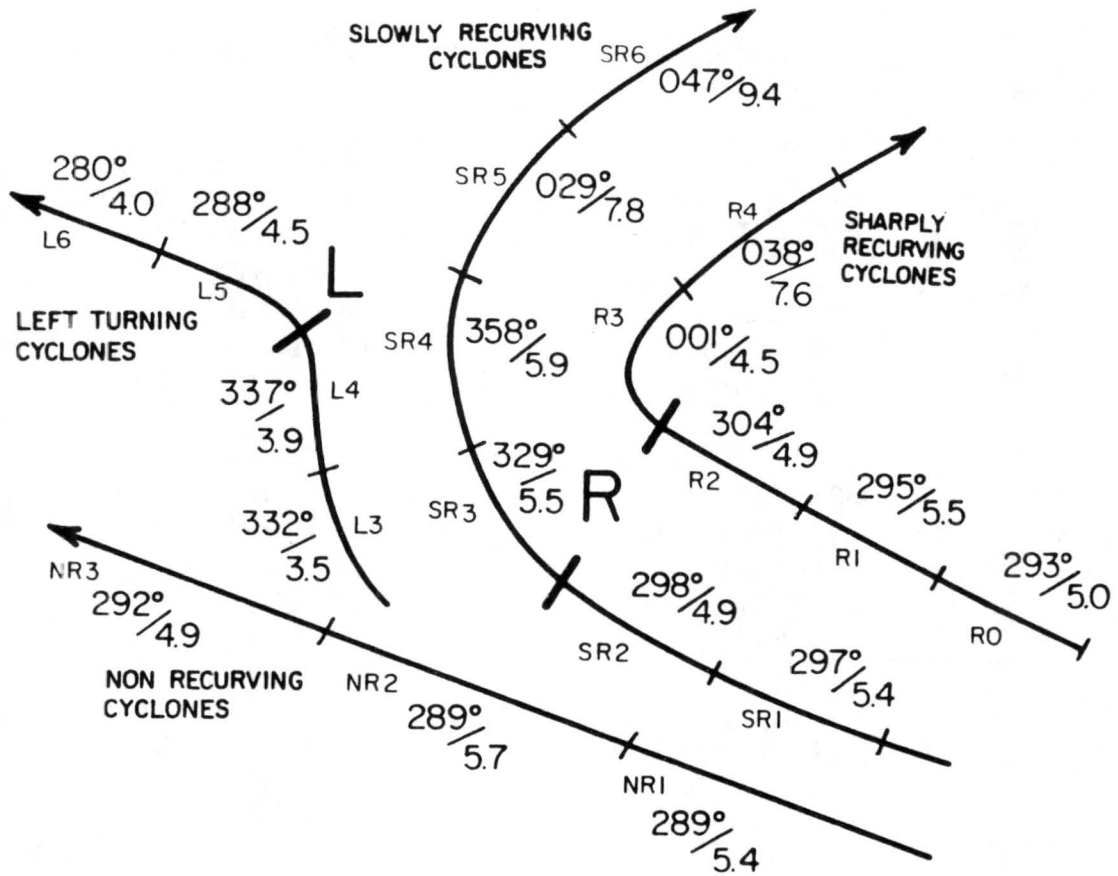 SLOWLY RECURVING
CYCLONES
SR6
047°/9.4
SR5
029°/7.8
SR4
358°/5.9
SR3
329°/5.5
R
SR2
298°/4.9
SR1
297°/5.4
R4
038°/7.6
SHARPLY
RECURVING
CYCLONES
R3
001°/4.5
R2
304°/4.9
R1
295°/5.5
R0
293°/5.0
280°/4.0
L6
288°/4.5
L5
L
LEFT TURNING
CYCLONES
337°/3.9
L4
332°/3.5
L3
NR3
292°/4.9
NON RECURVING
CYCLONES
NR2
289°/5.7
NR1
289°/5.4